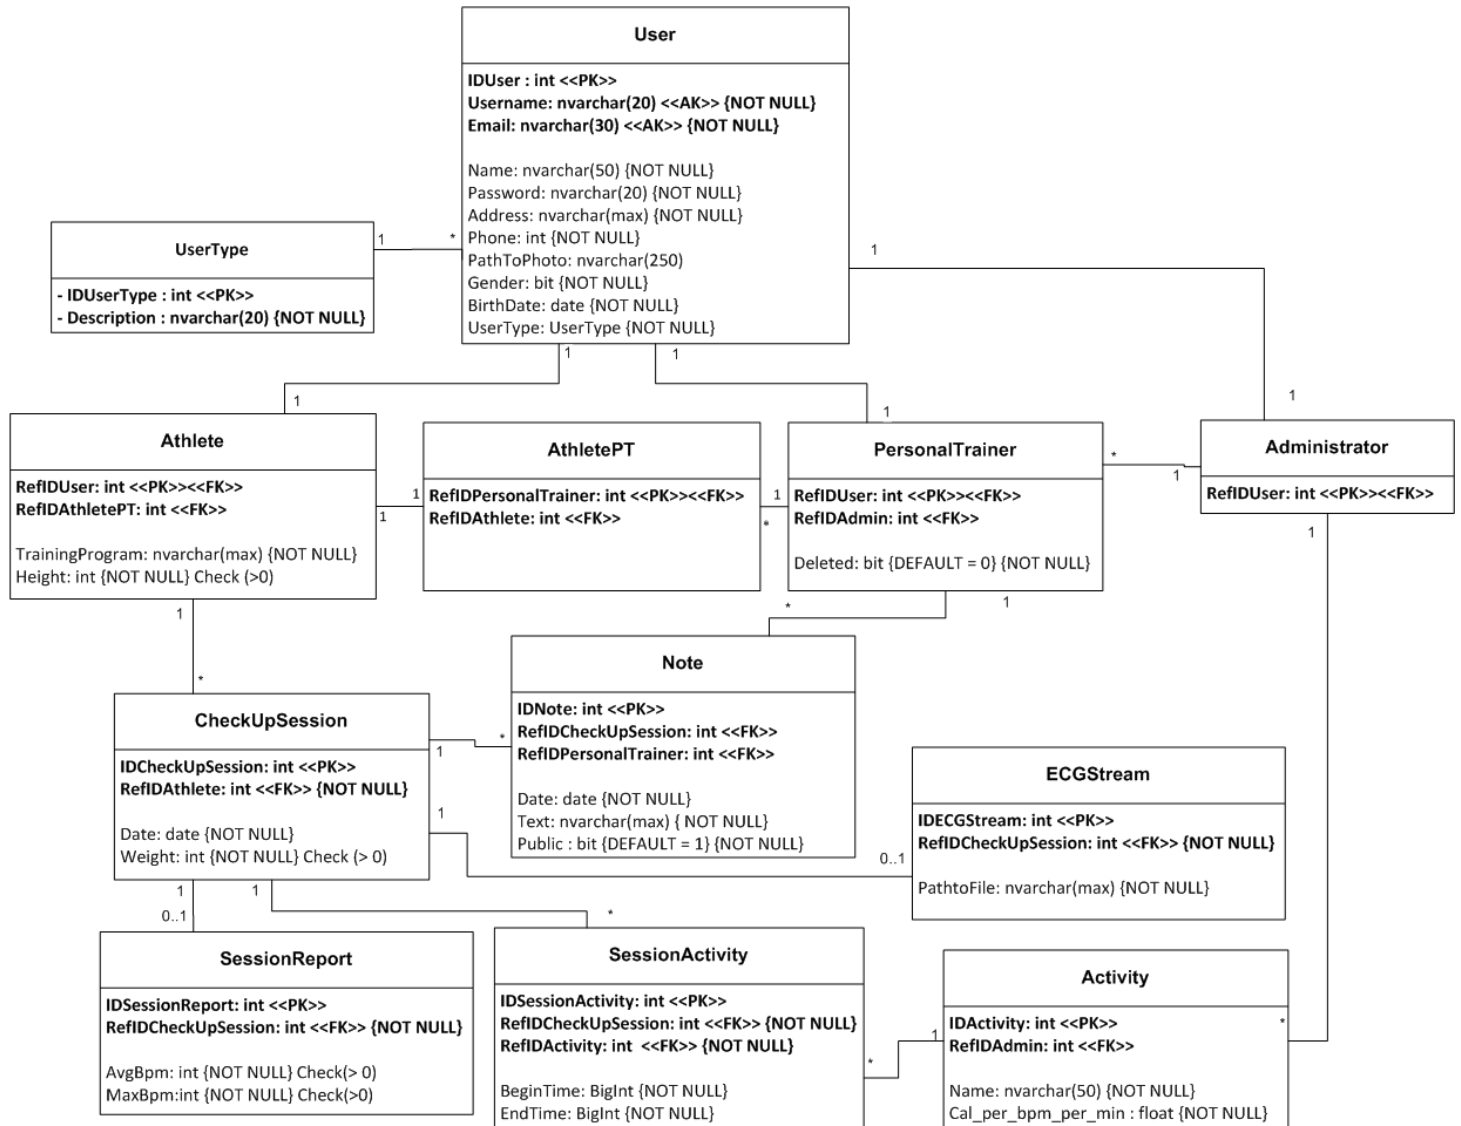 User
IDUser : int <<PK>>
Username: nvarchar(20) <<AK>> {NOT NULL}
Email: nvarchar(30) <<AK>> {NOT NULL}
Name: nvarchar(50) {NOT NULL}
Password: nvarchar(20) {NOT NULL}
Address: nvarchar(max) {NOT NULL}
Phone: int {NOT NULL}
PathToPhoto: nvarchar(250)
Gender: bit {NOT NULL}
BirthDate: date {NOT NULL}
UserType: UserType {NOT NULL}
1
*
1
UserType
- IDUserType : int <<PK>>
- Description : nvarchar(20) {NOT NULL}
1
1
1
1
1
Athlete
RefIDUser: int <<PK>><<FK>>
RefIDAthletePT: int <<FK>>
TrainingProgram: nvarchar(max) {NOT NULL}
Height: int {NOT NULL} Check (>0)
1
1
AthletePT
RefIDPersonalTrainer: int <<PK>><<FK>>
RefIDAthlete: int <<FK>>
1
*
PersonalTrainer
RefIDUser: int <<PK>><<FK>>
RefIDAdmin: int <<FK>>
Deleted: bit {DEFAULT = 0} {NOT NULL}
*
1
Administrator
RefIDUser: int <<PK>><<FK>>
1
1
*
1
*
Note
IDNote: int <<PK>>
RefIDCheckUpSession: int <<FK>>
RefIDPersonalTrainer: int <<FK>>
Date: date {NOT NULL}
Text: nvarchar(max) { NOT NULL}
Public : bit {DEFAULT = 1} {NOT NULL}
CheckUpSession
IDCheckUpSession: int <<PK>>
RefIDAthlete: int <<FK>> {NOT NULL}
Date: date {NOT NULL}
Weight: int {NOT NULL} Check (> 0)
1
*
1
0..1
ECGStream
IDECGStream: int <<PK>>
RefIDCheckUpSession: int <<FK>> {NOT NULL}
PathtoFile: nvarchar(max) {NOT NULL}
1
0..1
1
*
SessionReport
IDSessionReport: int <<PK>>
RefIDCheckUpSession: int <<FK>> {NOT NULL}
AvgBpm: int {NOT NULL} Check(> 0)
MaxBpm:int {NOT NULL} Check(>0)
SessionActivity
IDSessionActivity: int <<PK>>
RefIDCheckUpSession: int <<FK>> {NOT NULL}
RefIDActivity: int <<FK>> {NOT NULL}
BeginTime: BigInt {NOT NULL}
EndTime: BigInt {NOT NULL}
*
1
Activity
IDActivity: int <<PK>>
RefIDAdmin: int <<FK>>
Name: nvarchar(50) {NOT NULL}
Cal_per_bpm_per_min : float {NOT NULL}
*